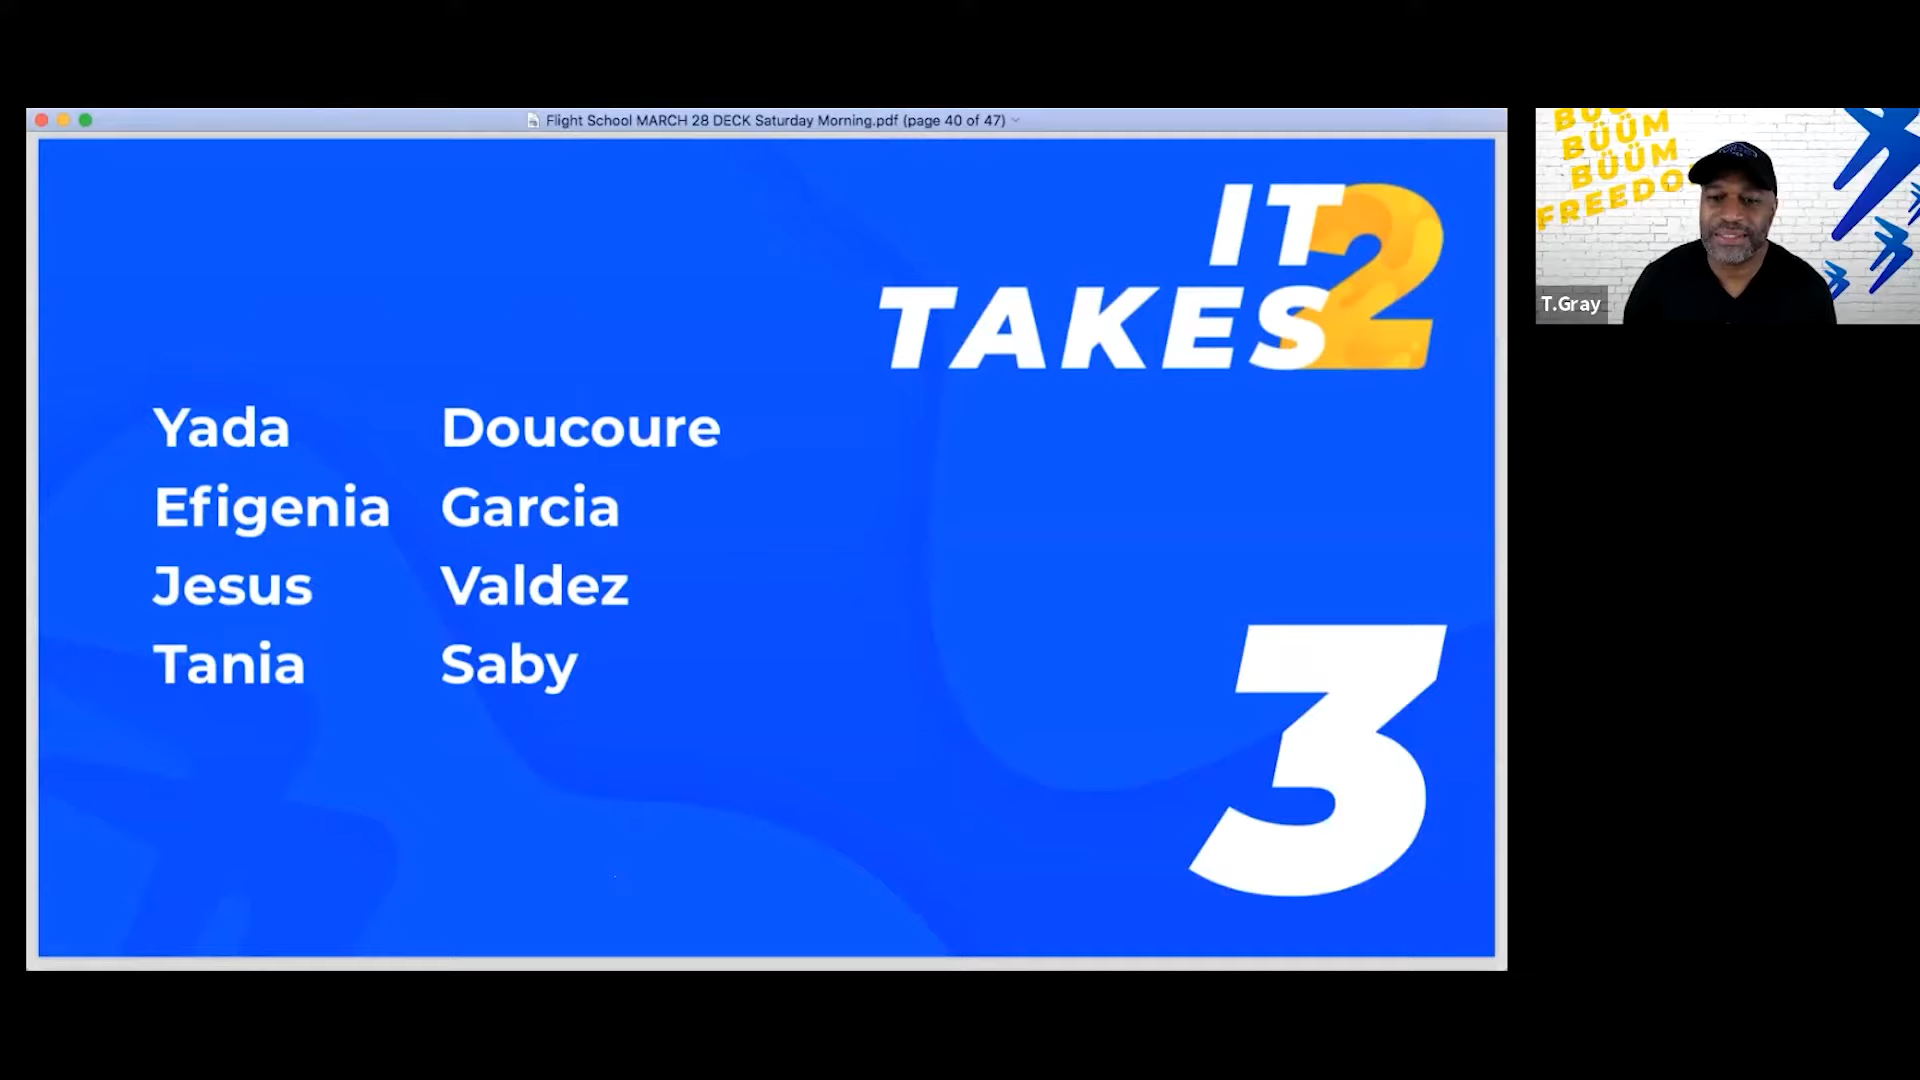 Flight School MARCH 28 DECK Saturday Morning.pdf (page 40 of 47)
IT
TAKES 2
Yada Doucoure
Efigenia Garcia
Jesus Valdez
Tania Saby
3
BÜÜM
BÜÜM
FREEDO
T.Gray